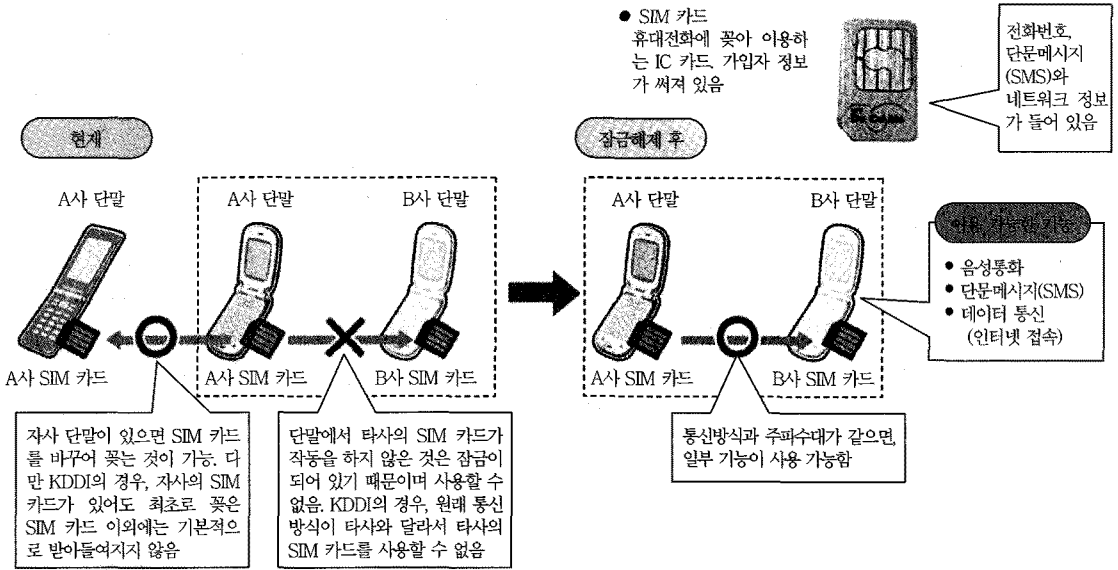 ● SIM 카드
휴대전화에 꽂아 이용하
는 IC 카드. 가입자 정보
가 써져 있음
전화번호,
단문메시지
(SMS)와
네트워크 정보
가 들어 있음
현재
잠금해제 후
A사 단말
A사 단말
B사 단말
A사 단말
B사 단말
이용 가능한 기능
● 음성통화
● 단문메시지(SMS)
● 데이터 통신
(인터넷 접속)
A사 SIM 카드
A사 SIM 카드
B사 SIM 카드
A사 SIM 카드
B사 SIM 카드
자사 단말이 있으면 SIM 카드
를 바꾸어 꽂는 것이 가능. 다
만 KDDI의 경우, 자사의 SIM
카드가 있어도 최초로 꽂은
SIM 카드 이외에는 기본적으
로 받아들여지지 않음
단말에서 타사의 SIM 카드가
작동을 하지 않은 것은 잠금이
되어 있기 때문이며 사용할 수
없음. KDDI의 경우, 원래 통신
방식이 타사와 달라서 타사의
SIM 카드를 사용할 수 없음
통신방식과 주파수대가 같으면,
일부 기능이 사용 가능함